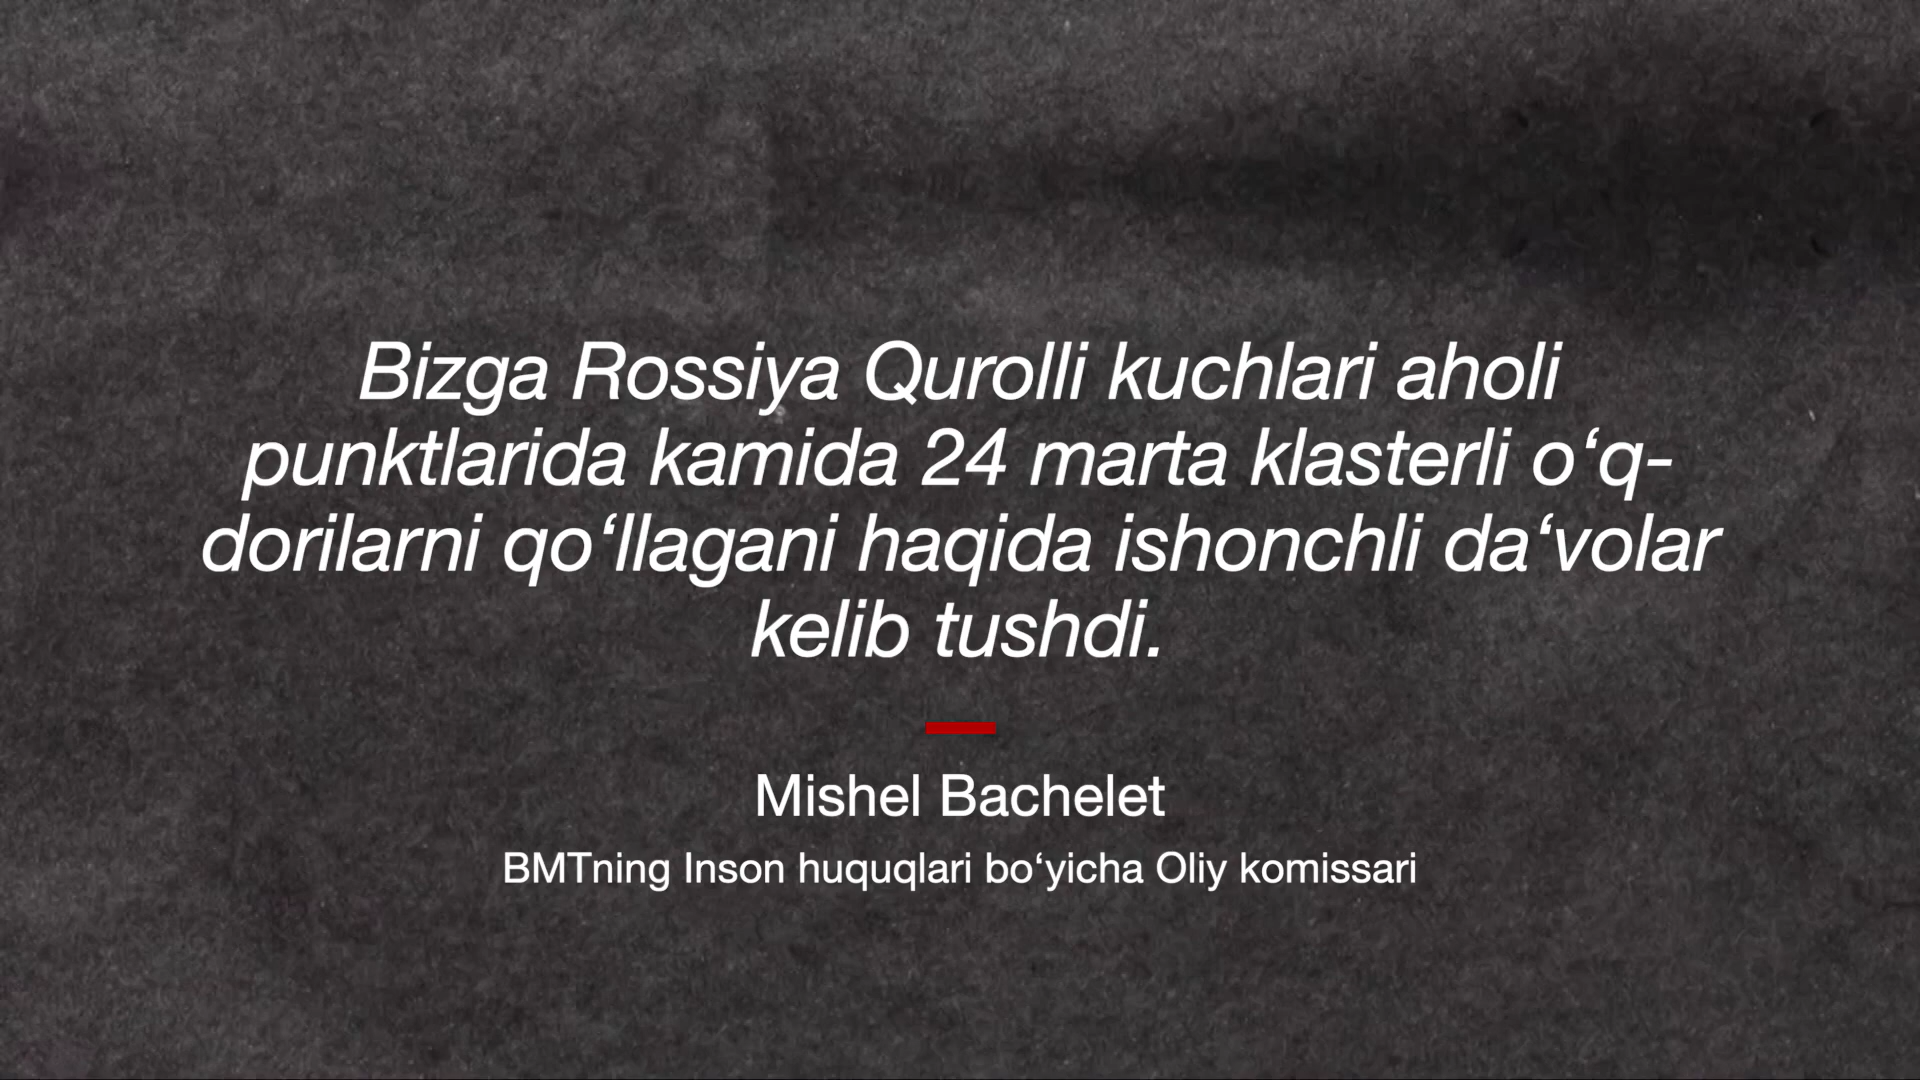 Bizga Rossiya Qurolli kuchlari aholi
punktlarida kamida 24 marta klasterli o‘q-
dorilarni qo‘llagani haqida ishonchli da‘volar
kelib tushdi.
Mishel Bachelet
BMTning Inson huquqlari bo‘yicha Oliy komissari